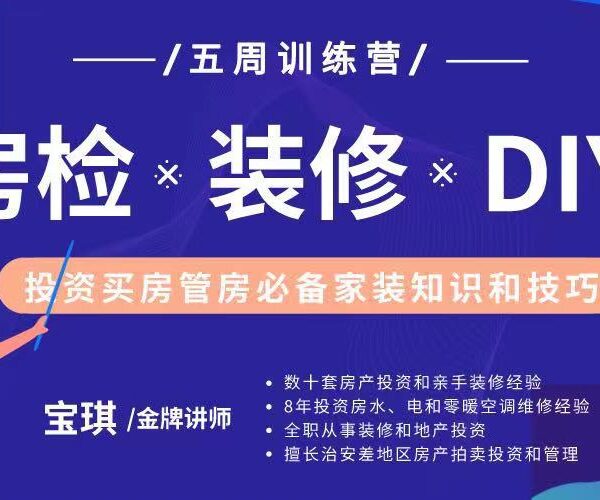 /五周训练营/
房检 装修 DIY
投资买房管房必备家装知识和技巧
宝琪/金牌讲师
• 数十套房产投资和亲手装修经验
• 8年投资房水、电和零暖空调维修经验
• 全职从事装修和地产投资
• 擅长治安差地区房产拍卖投资和管理